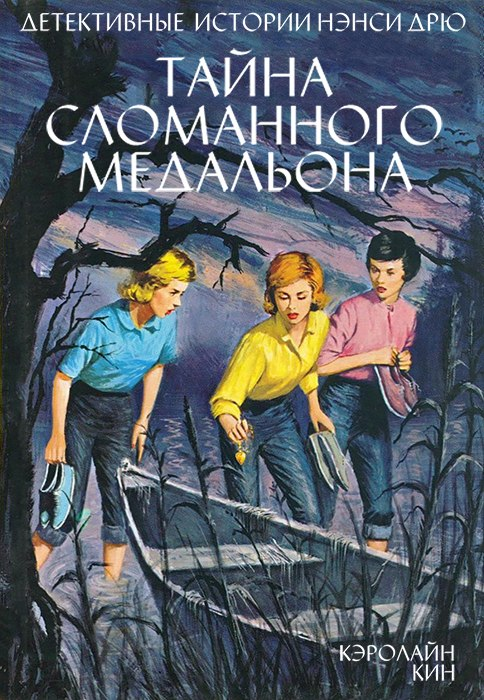 ДЕТЕКТИВНЫЕ ИСТОРИИ НЭНСИ ДРЮ
ТАЙНА
СЛОМАННОГО
МЕДАЛЬОНА
КЭРОЛАЙН
КИН